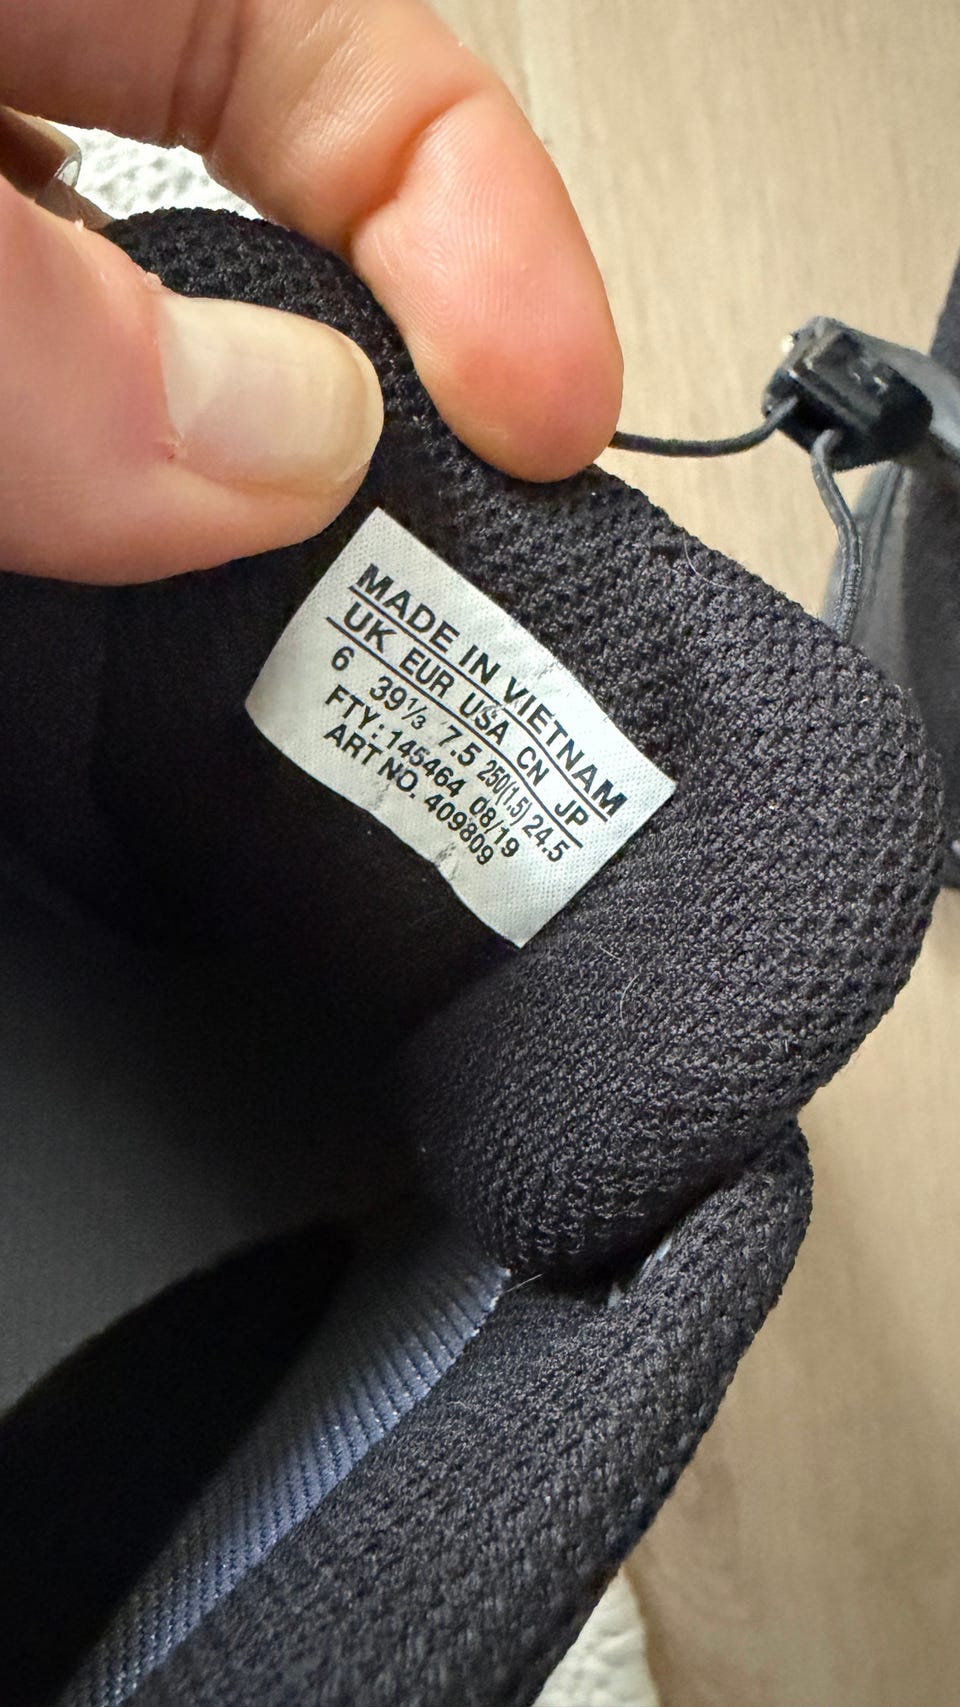 MADE IN VIETNAM
UK EUR USA CN JP
6 39⅓ 7.5 250(1.5) 24.5
FTY: 145464 08/19
ART NO. 409809